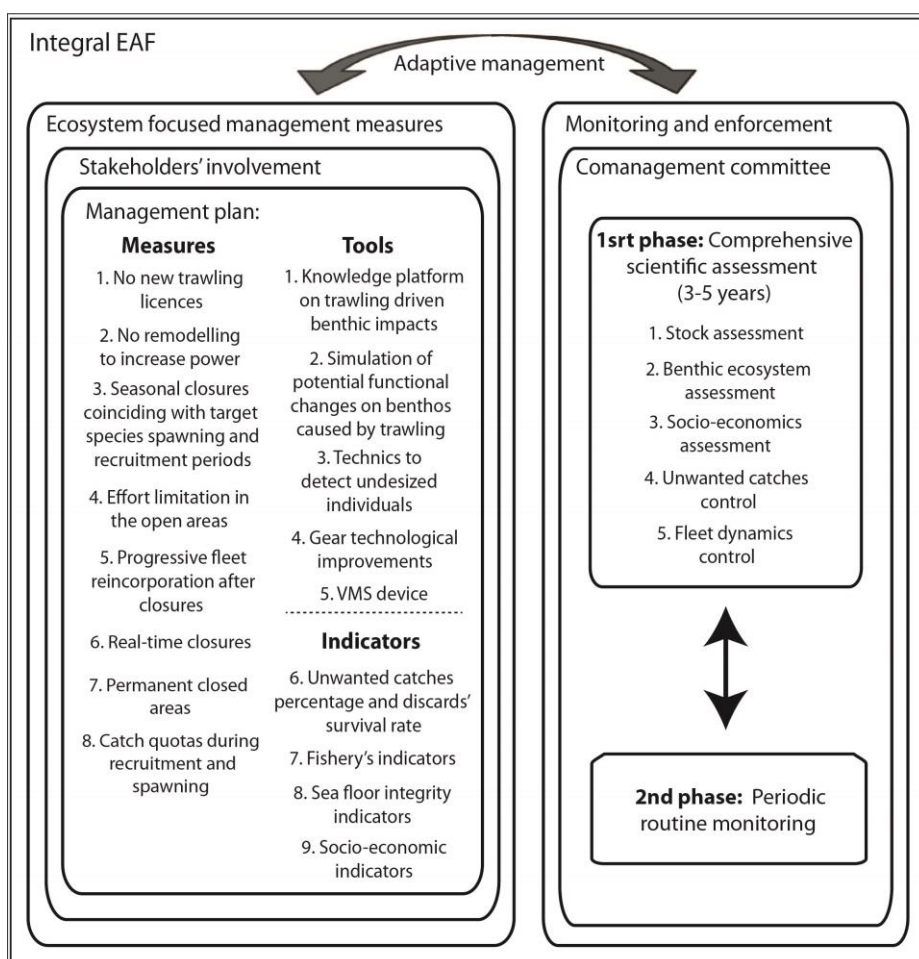 Integral EAF
Adaptive management
Ecosystem focused management measures
Stakeholders' involvement
Management plan:
Measures
1. No new trawling
licences
2. No remodelling
to increase power
3. Seasonal closures
coinciding with target
species spawning and
recruitment periods
4. Effort limitation in
the open areas
5. Progressive fleet
reincorporation after
closures
6. Real-time closures
7. Permanent closed
areas
8. Catch quotas during
recruitment and
spawning
Tools
1. Knowledge platform
on trawling driven
benthic impacts
2. Simulation of
potential functional
changes on benthos
caused by trawling
3. Technics to
detect undesized
individuals
4. Gear technological
improvements
5. VMS device
Indicators
6. Unwanted catches
percentage and discards'
survival rate
7. Fishery's indicators
8. Sea floor integrity
indicators
9. Socio-economic
indicators
Monitoring and enforcement
Comanagement committee
1srt phase: Comprehensive
scientific assessment
(3-5 years)
1. Stock assessment
2. Benthic ecosystem
assessment
3. Socio-economics
assessment
4. Unwanted catches
control
5. Fleet dynamics
control
2nd phase: Periodic
routine monitoring